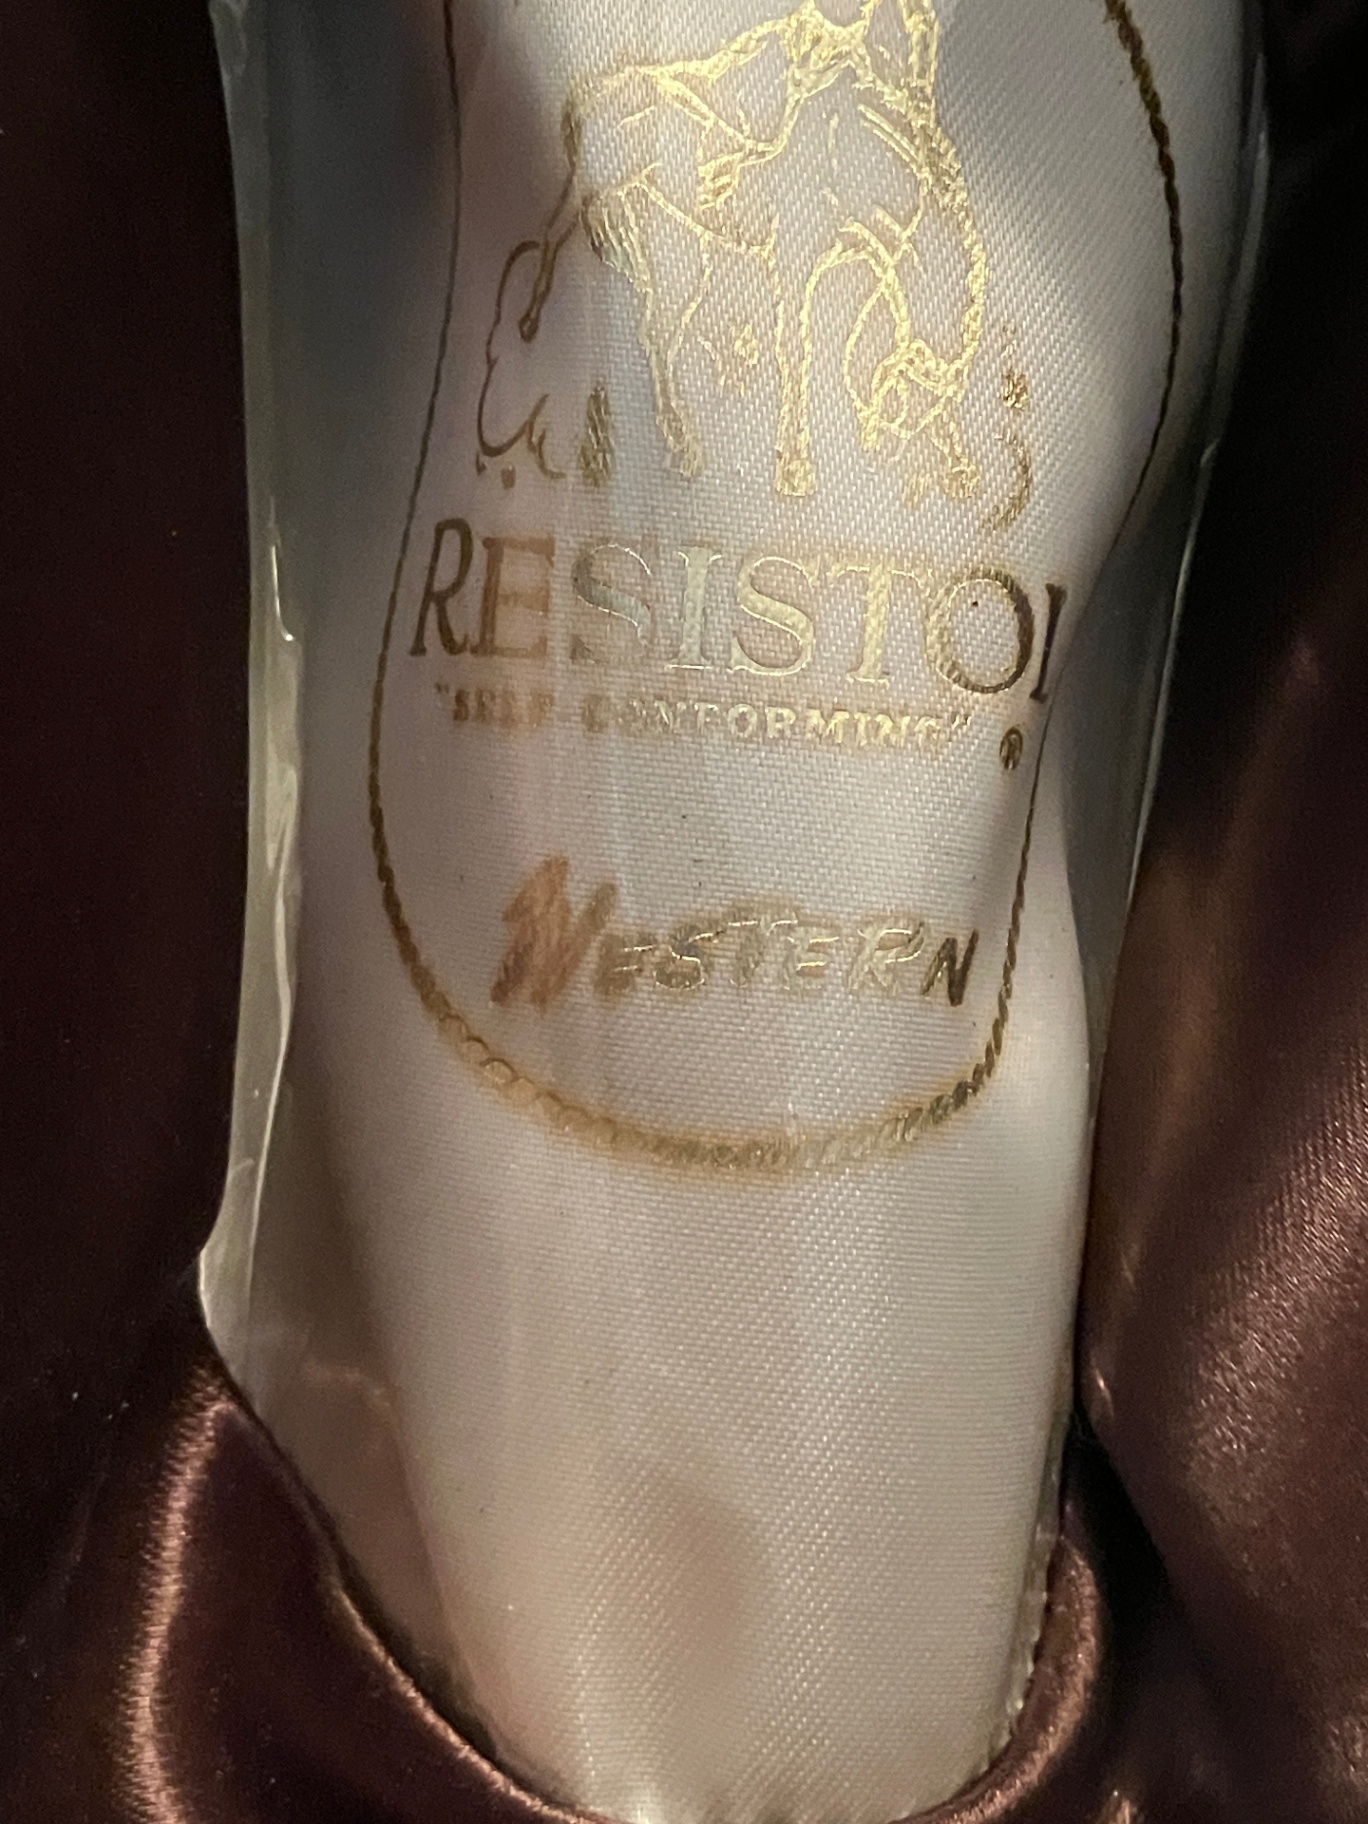 RESISTOL
"SELF CONFORMING" ®
WESTERN